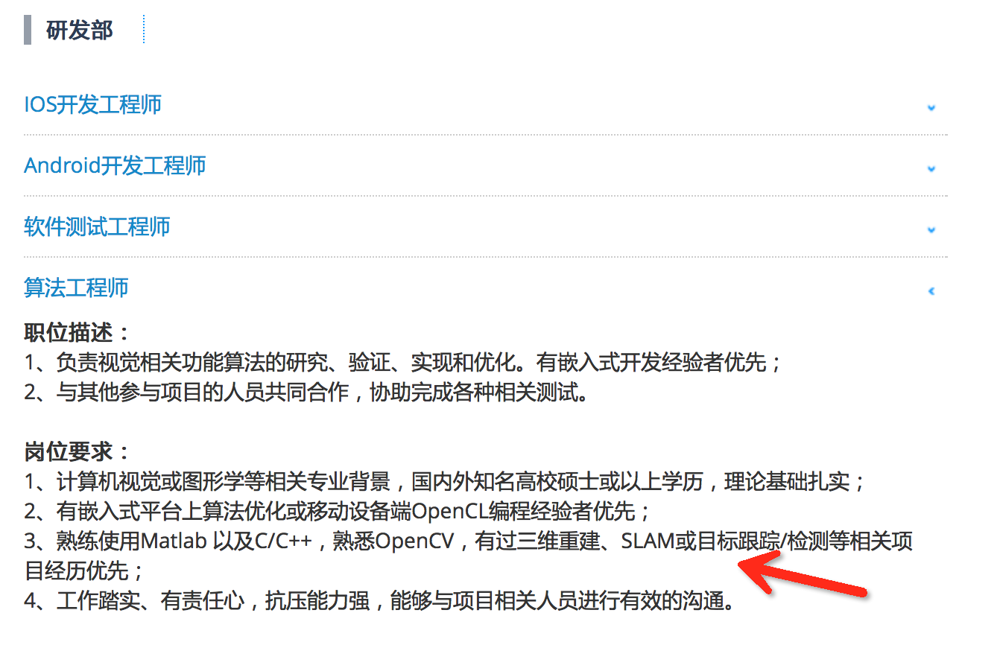 研发部
IOS开发工程师
Android开发工程师
软件测试工程师
算法工程师
职位描述：
1、负责视觉相关功能算法的研究、验证、实现和优化。有嵌入式开发经验者优先；
2、与其他参与项目的人员共同合作，协助完成各种相关测试。
岗位要求：
1、计算机视觉或图形学等相关专业背景，国内外知名高校硕士或以上学历，理论基础扎实；
2、有嵌入式平台上算法优化或移动设备端OpenCL编程经验者优先；
3、熟练使用Matlab 以及C/C++，熟悉OpenCV，有过三维重建、SLAM或目标跟踪/检测等相关项
目经历优先；
4、工作踏实、有责任心，抗压能力强，能够与项目相关人员进行有效的沟通。